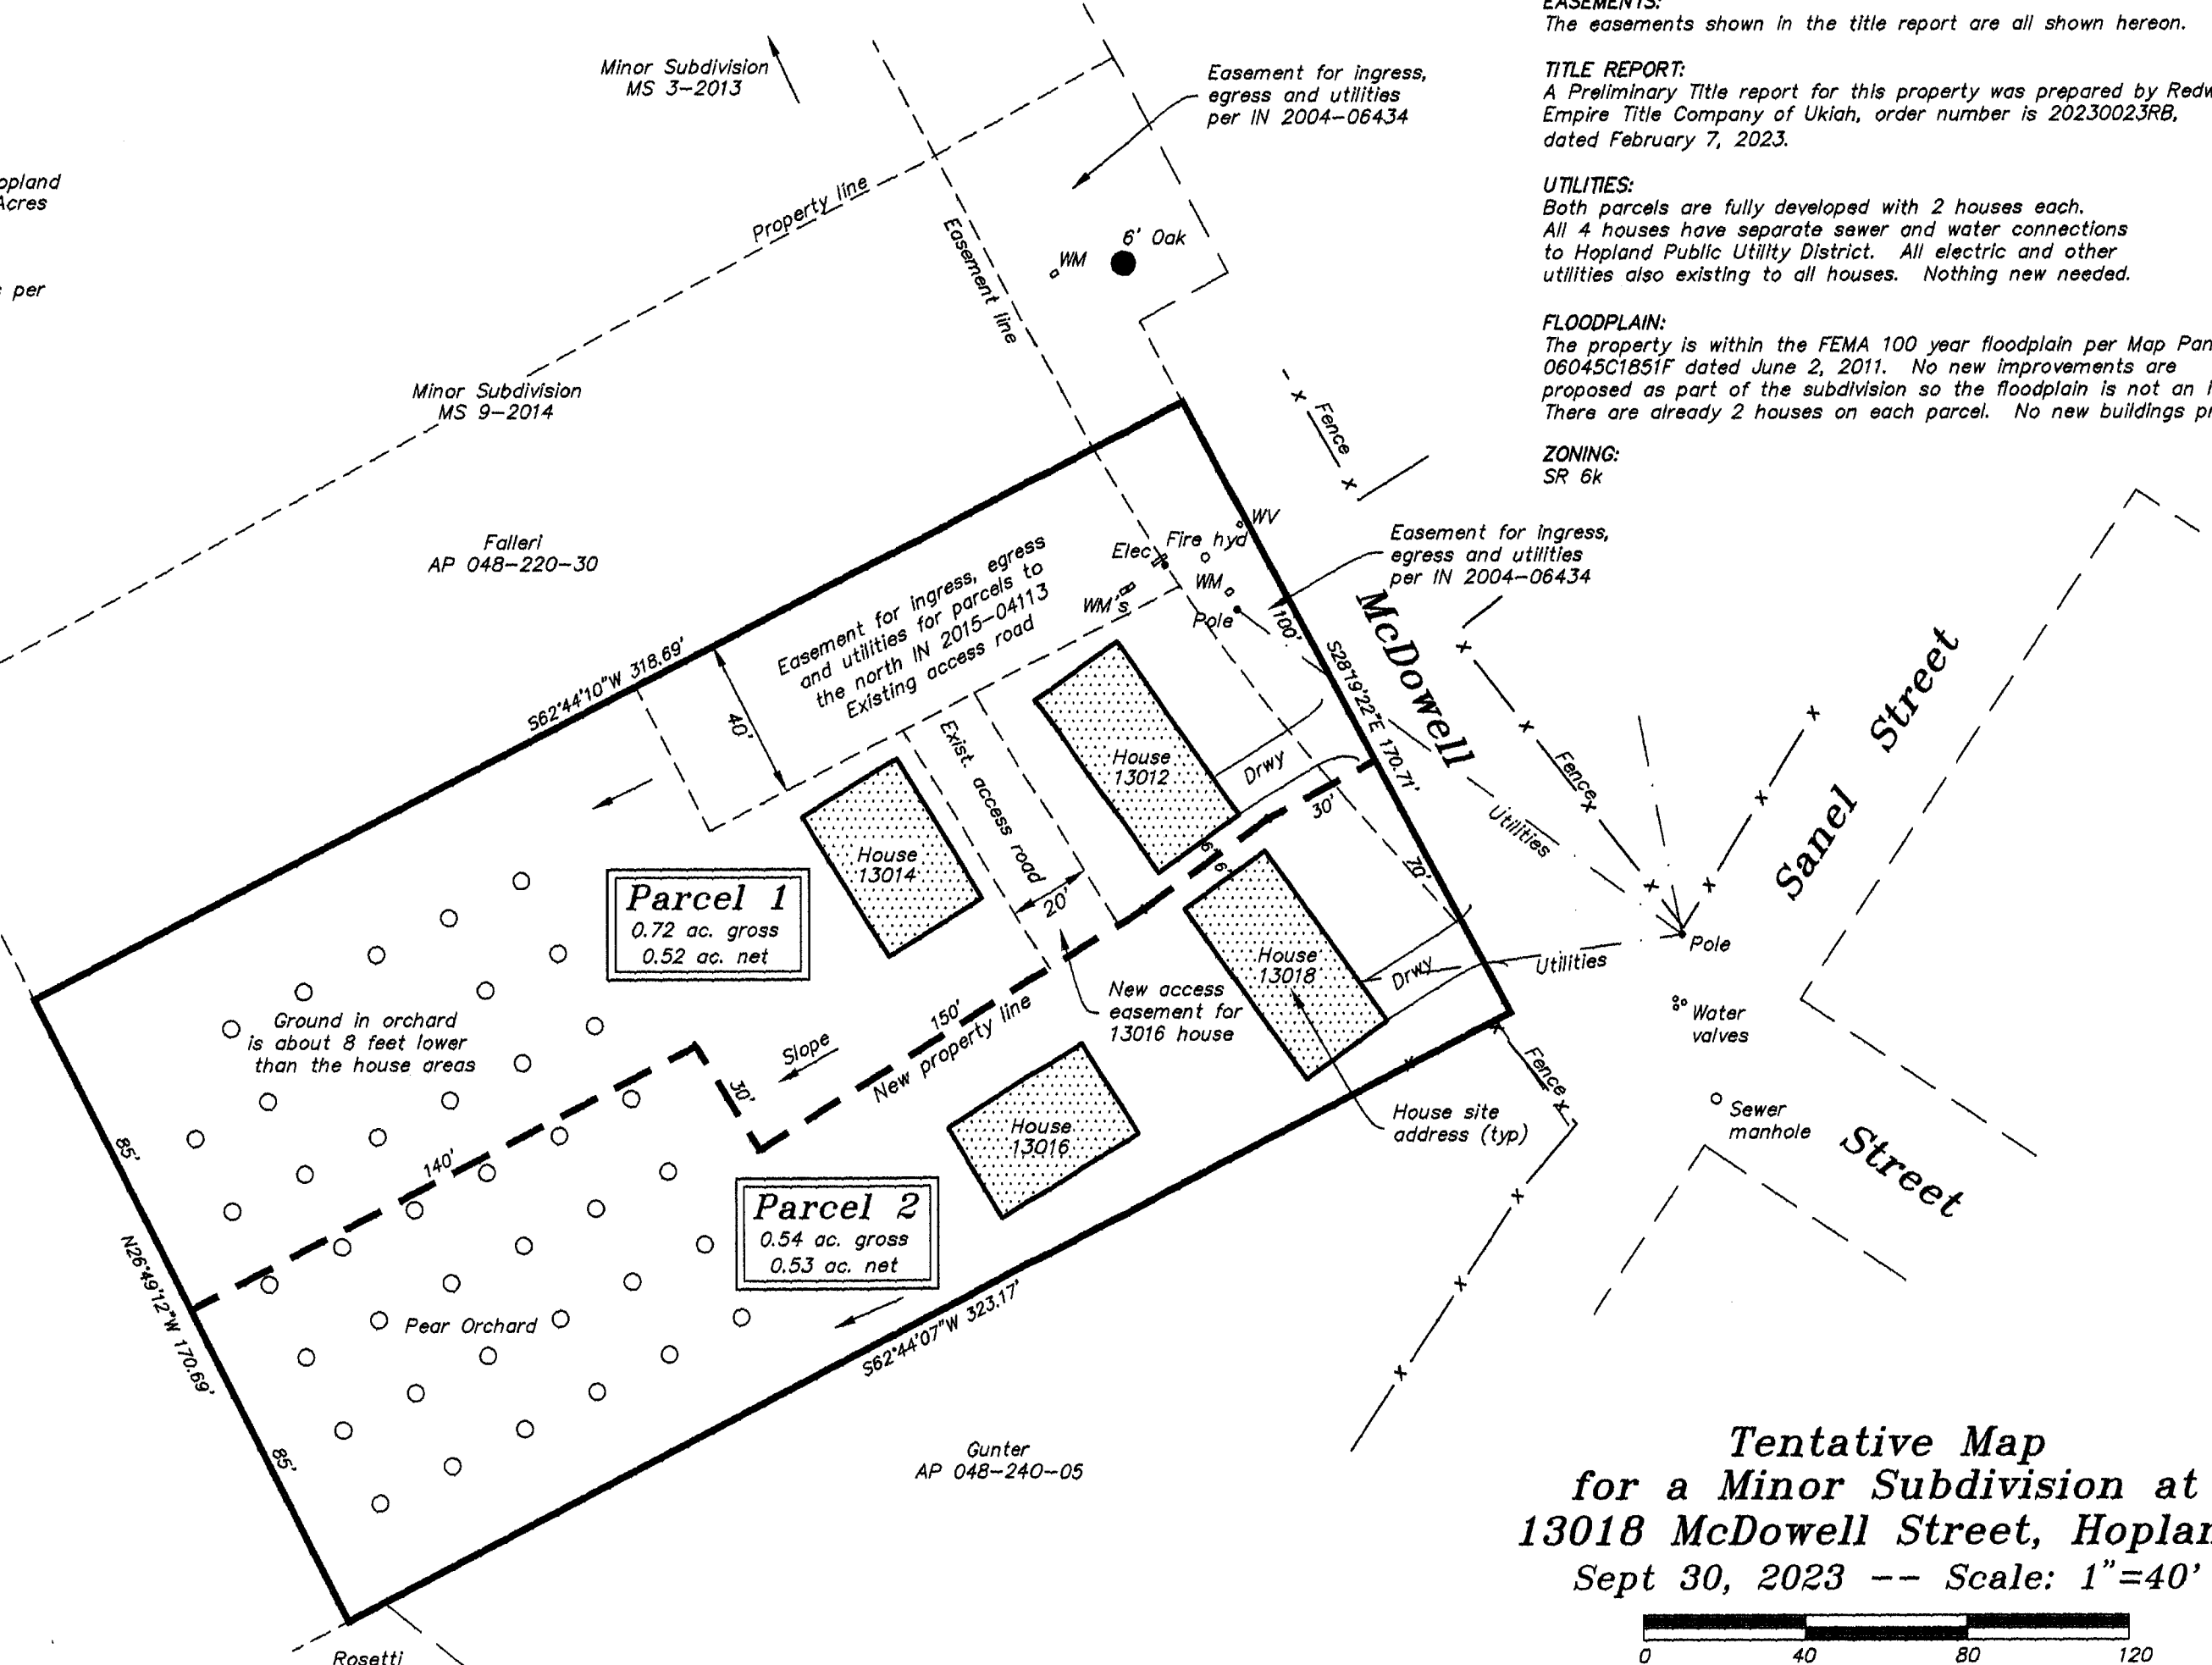 EASEMENTS:
The easements shown in the title report are all shown hereon.
TITLE REPORT:
A Preliminary Title report for this property was prepared by
Empire Title Company of Ukiah, order number is 20230023RB,
dated February 7, 2023.
UTILITIES:
Both parcels are fully developed with 2 houses each.
All 4 houses have separate sewer and water connections
to Hopland Public Utility District. All electric and other
utilities also existing to all houses. Nothing new needed.
FLOODPLAIN:
The property is within the FEMA 100 year floodplain per Map
06045C1851F dated June 2, 2011. No new improvements are
proposed as part of the subdivision so the floodplain is not an
There are already 2 houses on each parcel. No new buildings
ZONING:
SR 6k
Acres
per
Minor Subdivision
MS 3-2013
Easement for ingress,
egress and utilities
per IN 2004-06434
Property line
Easement line
WM
6' Oak
Minor Subdivision
MS 9-2014
Falleri
AP 048-220-30
Fence
WV
Fire hyd
Elec
WM
WM's
Pole
Easement for ingress,
egress and utilities
per IN 2004-06434
Easement for ingress, egress
and utilities for parcels to
the north IN 2015-04113
Existing access road
S62°44'10"W 318.69'
40'
100'
S28°19'22"E 170.71'
McDowell
Street
Sanel Street
House
13012
Drwy
30'
Exist. access road
House
13014
20'
6'
6'
70'
Fence
Utilities
Pole
Utilities
Parcel 1
0.72 ac. gross
0.52 ac. net
House
13018
Drwy
New access
easement for
13016 house
Water
valves
Ground in orchard
is about 8 feet lower
than the house areas
Slope
150'
New property line
30'
Fence
Sewer
manhole
House site
address (typ)
House
13016
85'
140'
Parcel 2
0.54 ac. gross
0.53 ac. net
N26°49'12"W 170.69'
Pear Orchard
S62°44'07"W 323.17'
85'
Gunter
AP 048-240-05
Rosetti
Tentative Map
for a Minor Subdivision at
13018 McDowell Street,
Sept 30, 2023 -- Scale: 1"=40'
0 40 80 120